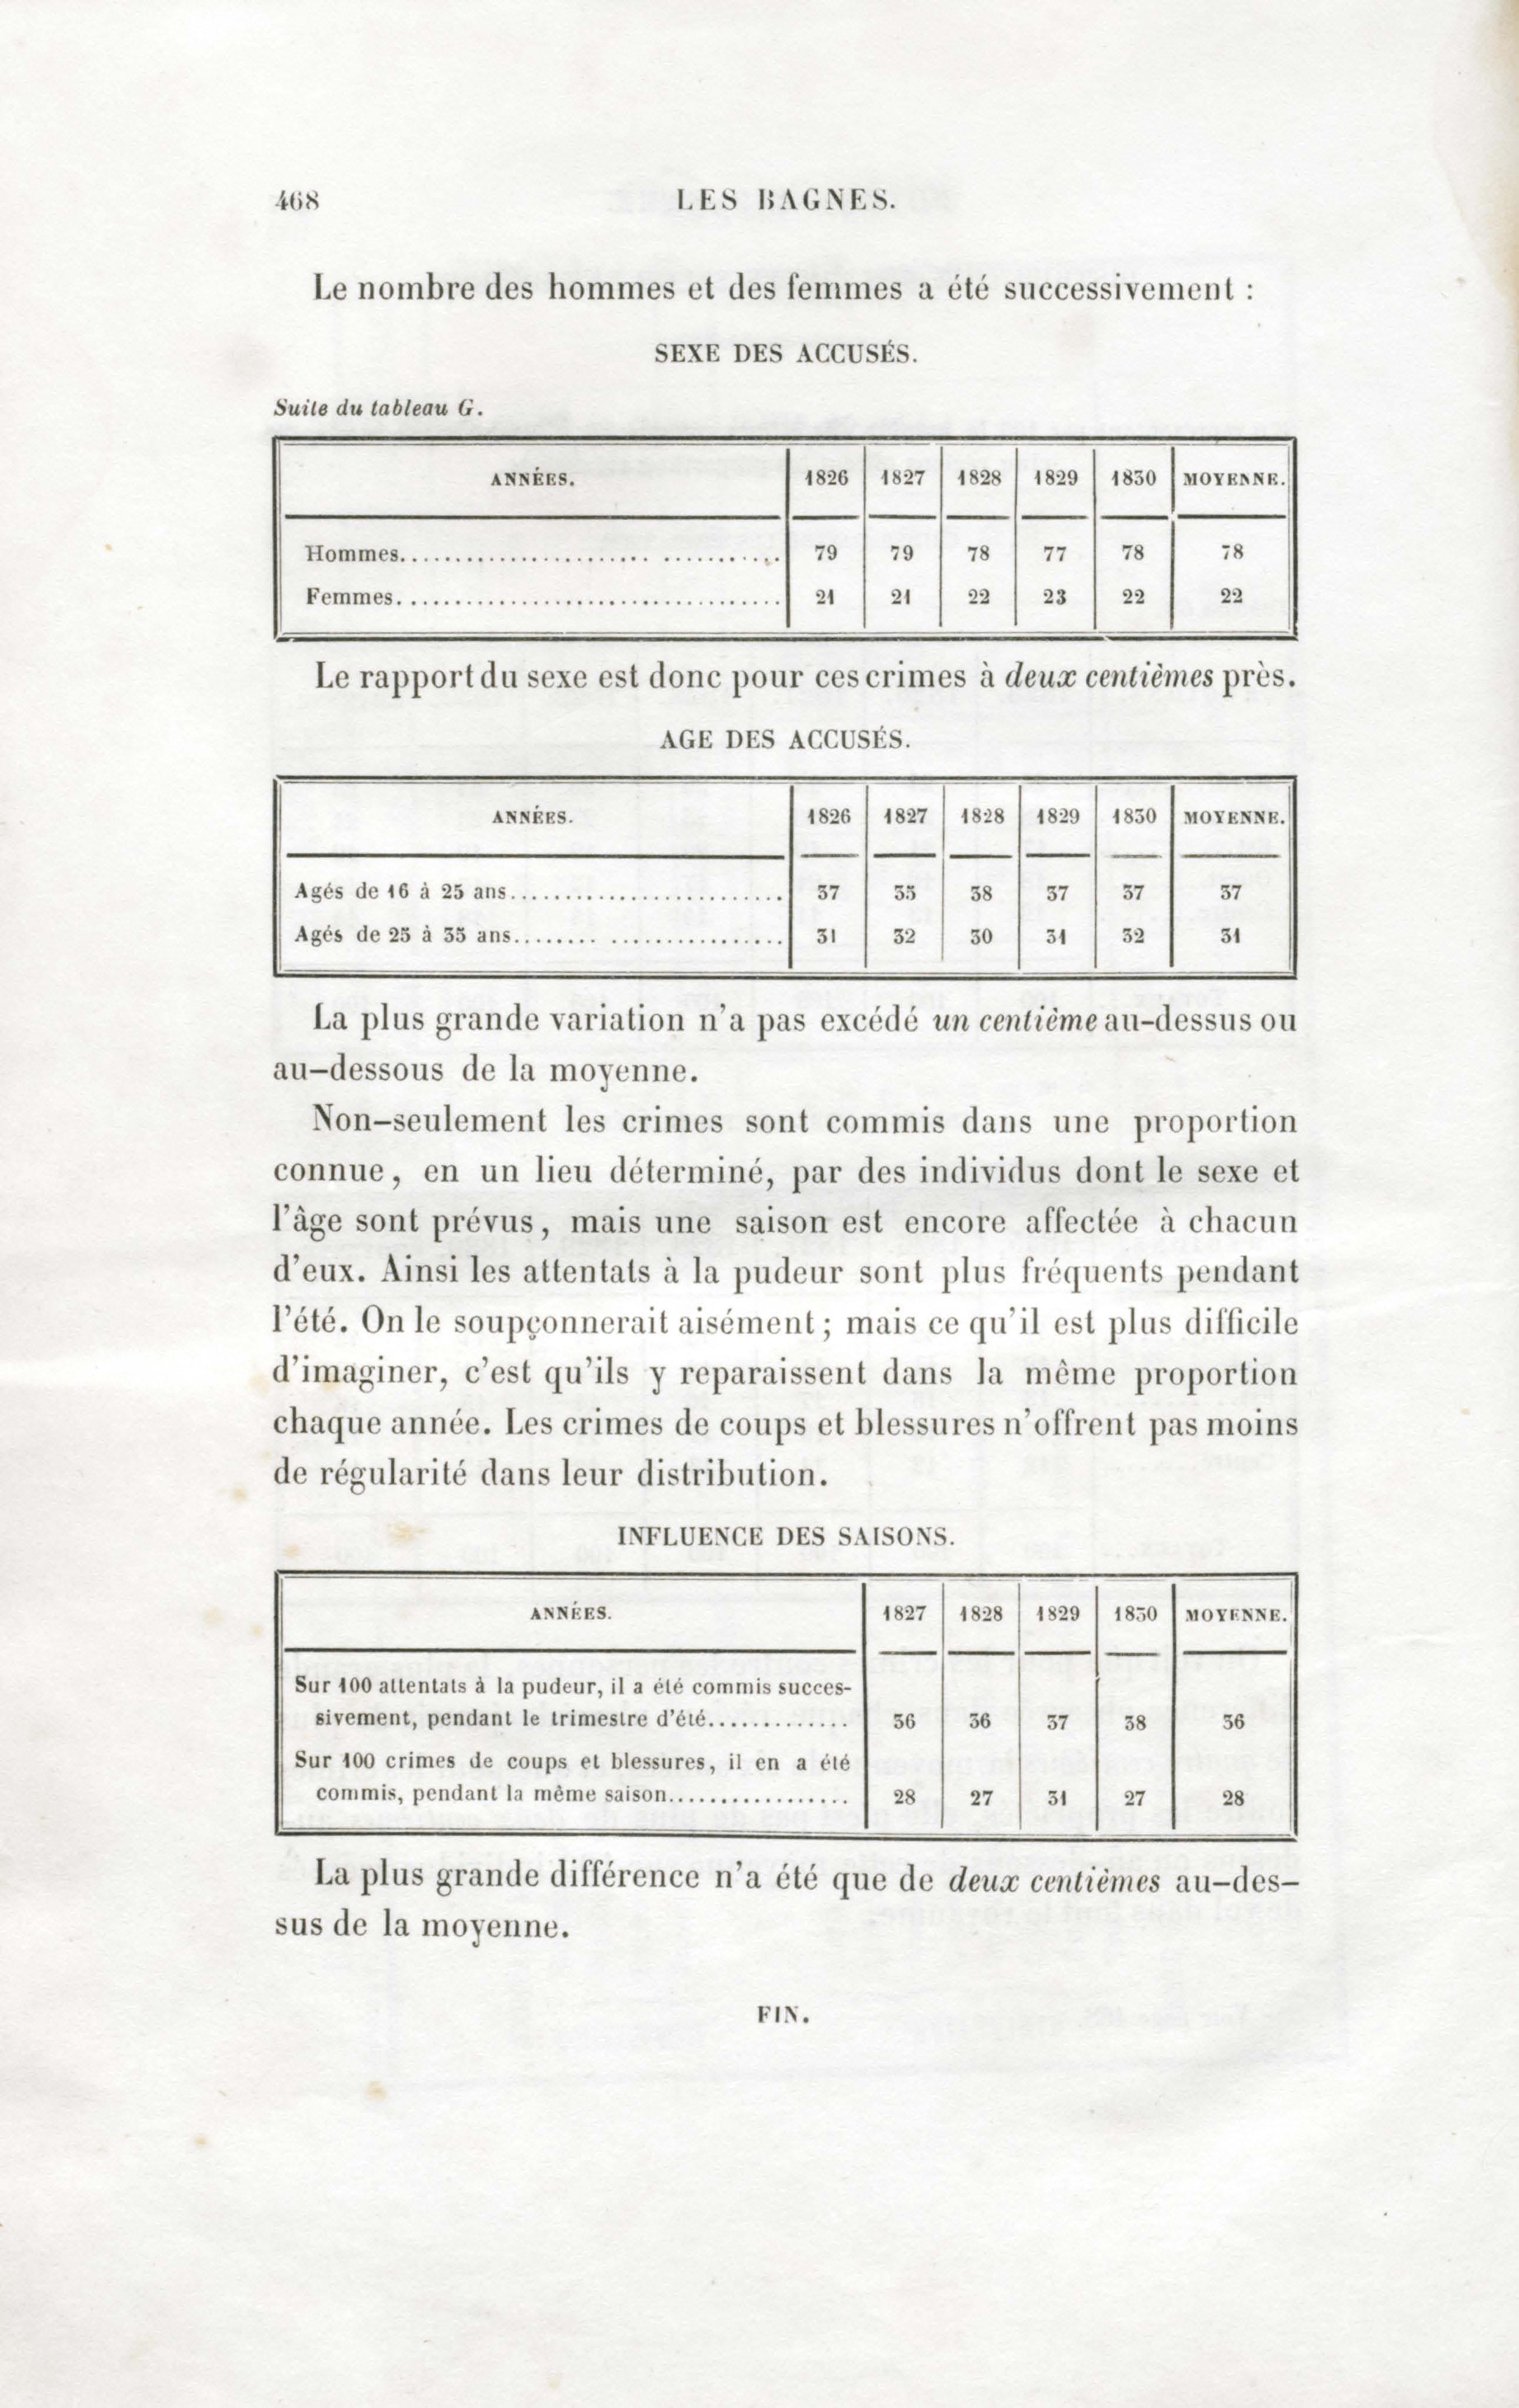 468
LES BAGNES.
Le nombre des hommes et des femmes a été successivement :
SEXE DES ACCUSÉS.
Suite du tableau G.
ANNÉES. 1826 1827 1828 1829 1830 MOYENNE.
Hommes. 79 79 78 77 78 78
Femmes. 21 21 22 23 22 22
Le rapport du sexe est donc pour ces crimes à deux centièmes près.
AGE DES ACCUSÉS.
ANNÉES. 1826 1827 1828 1829 1830 MOYENNE.
Agés de 16 à 25 ans. 37 35 38 37 37 37
Agés de 25 à 35 ans. 31 32 30 31 32 31
La plus grande variation n'a pas excédé un centième au-dessus ou
au-dessous de la moyenne.
Non-seulement les crimes sont commis dans une proportion
connue, en un lieu déterminé, par des individus dont le sexe et
l'âge sont prévus, mais une saison est encore affectée à chacun
d'eux. Ainsi les attentats à la pudeur sont plus fréquents pendant
l'été. On le soupçonnerait aisément; mais ce qu'il est plus difficile
d'imaginer, c'est qu'ils y reparaissent dans la même proportion
chaque année. Les crimes de coups et blessures n'offrent pas moins
de régularité dans leur distribution.
INFLUENCE DES SAISONS.
ANNÉES. 1827 1828 1829 1830 MOYENNE.
Sur 100 attentats à la pudeur, il a été commis succes-
sivement, pendant le trimestre d'été. 36 36 37 38 36
Sur 100 crimes de coups et blessures, il en a été
commis, pendant la même saison. 28 27 31 27 28
La plus grande différence n'a été que de deux centièmes au-des-
sus de la moyenne.
FIN.